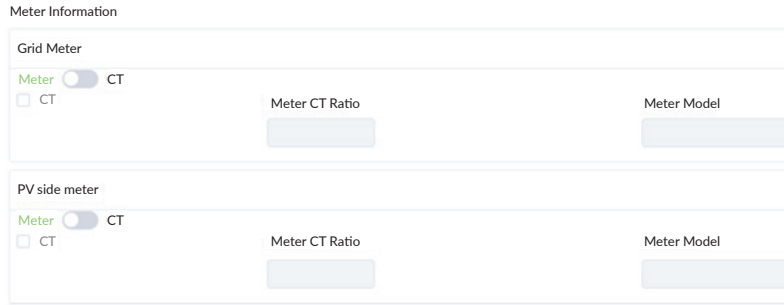 Meter Information
Grid Meter
Meter CT
CT
Meter CT Ratio
Meter Model
PV side meter
Meter CT
CT
Meter CT Ratio
Meter Model